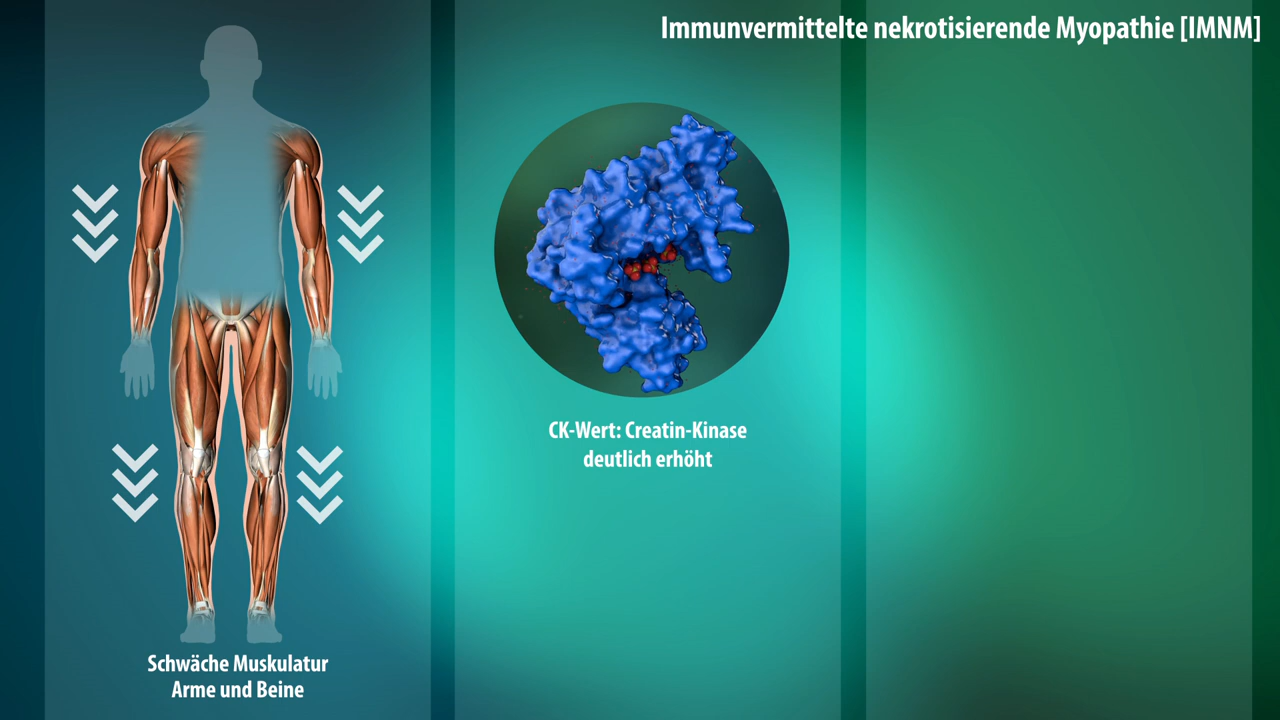 Immunvermittelte nekrotisierende Myopathie [IMNM]
CK-Wert: Creatin-Kinase
deutlich erhöht
Schwäche Muskulatur
Arme und Beine